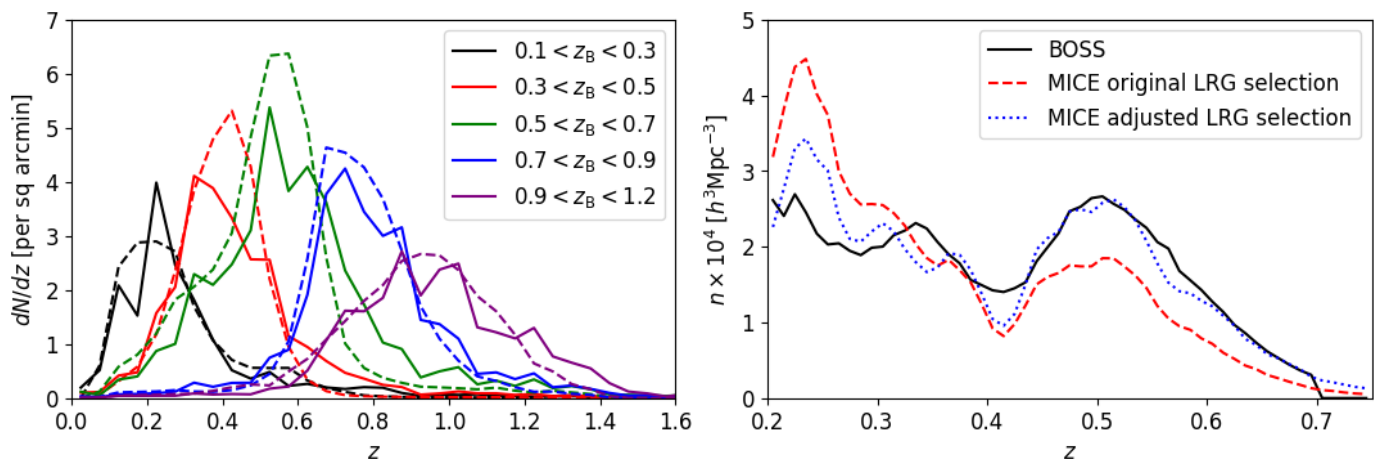 7
6
5
4
3
2
1
0
dN/dz [per sq arcmin]
0.0
0.2
0.4
0.6
0.8
1.0
1.2
1.4
1.6
z
0.1 < z_B < 0.3
0.3 < z_B < 0.5
0.5 < z_B < 0.7
0.7 < z_B < 0.9
0.9 < z_B < 1.2
5
4
3
2
1
0
n × 10^4 [h^3Mpc^−3]
0.2
0.3
0.4
0.5
0.6
0.7
z
BOSS
MICE original LRG selection
MICE adjusted LRG selection